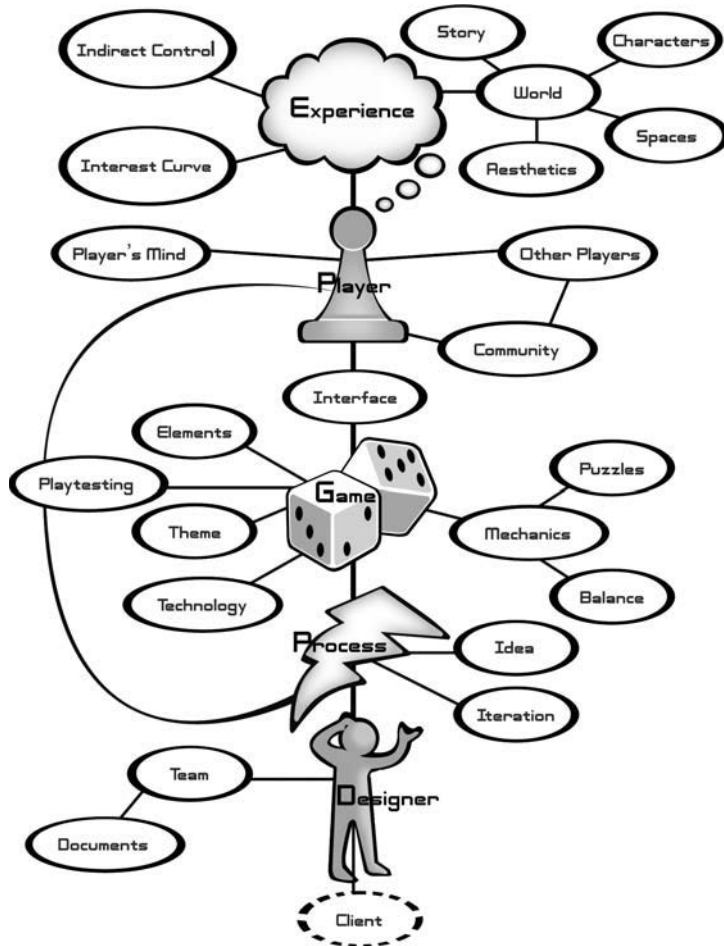 Story
Characters
Indirect Control
World
Experience
Spaces
Interest Curve
Aesthetics
Player's Mind
Other Players
Player
Community
Interface
Elements
Puzzles
Playtesting
Game
Theme
Mechanics
Technology
Balance
Process
Idea
Iteration
Team
Designer
Documents
Client